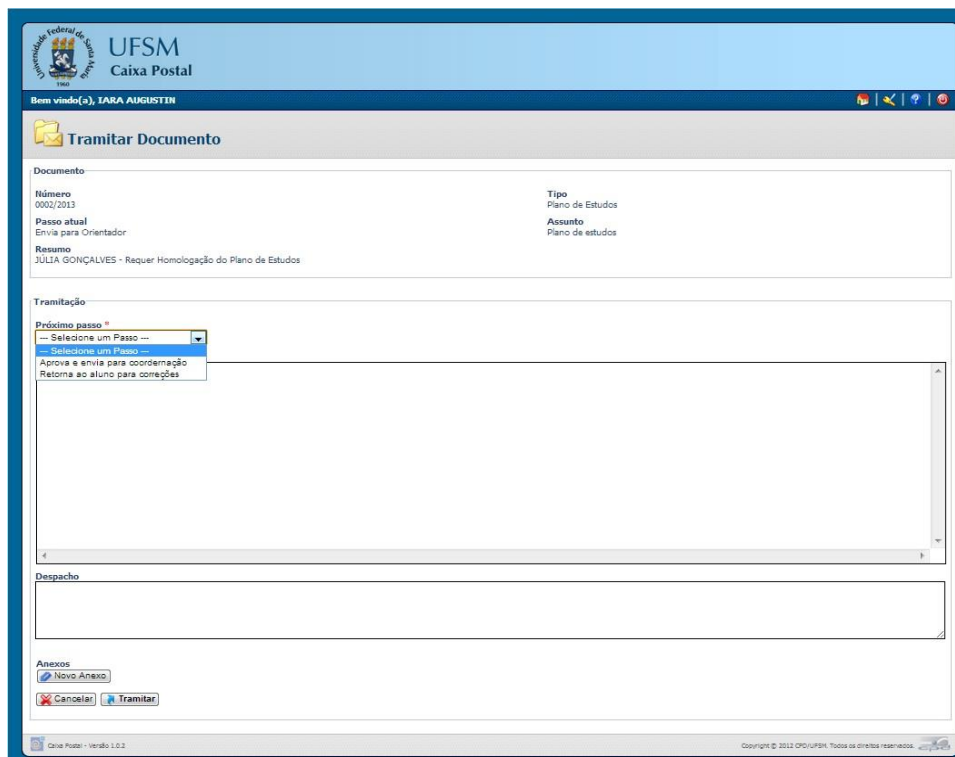 Universidade Federal de Santa Maria
1960
UFSM
Caixa Postal
Bem vindo(a), IARA AUGUSTIN
Tramitar Documento
Documento
Número Tipo
0002/2013 Plano de Estudos
Passo atual Assunto
Envia para Orientador Plano de estudos
Resumo
JÚLIA GONÇALVES - Requer Homologação do Plano de Estudos
Tramitação
Próximo passo *
--- Selecione um Passo ---
--- Selecione um Passo ---
Aprova e envia para coordernação
Retorna ao aluno para correções
Despacho
Anexos
Novo Anexo
Cancelar Tramitar
Caixa Postal - Versão 1.0.2 Copyright © 2012 CPD/UFSM. Todos os direitos reservados.